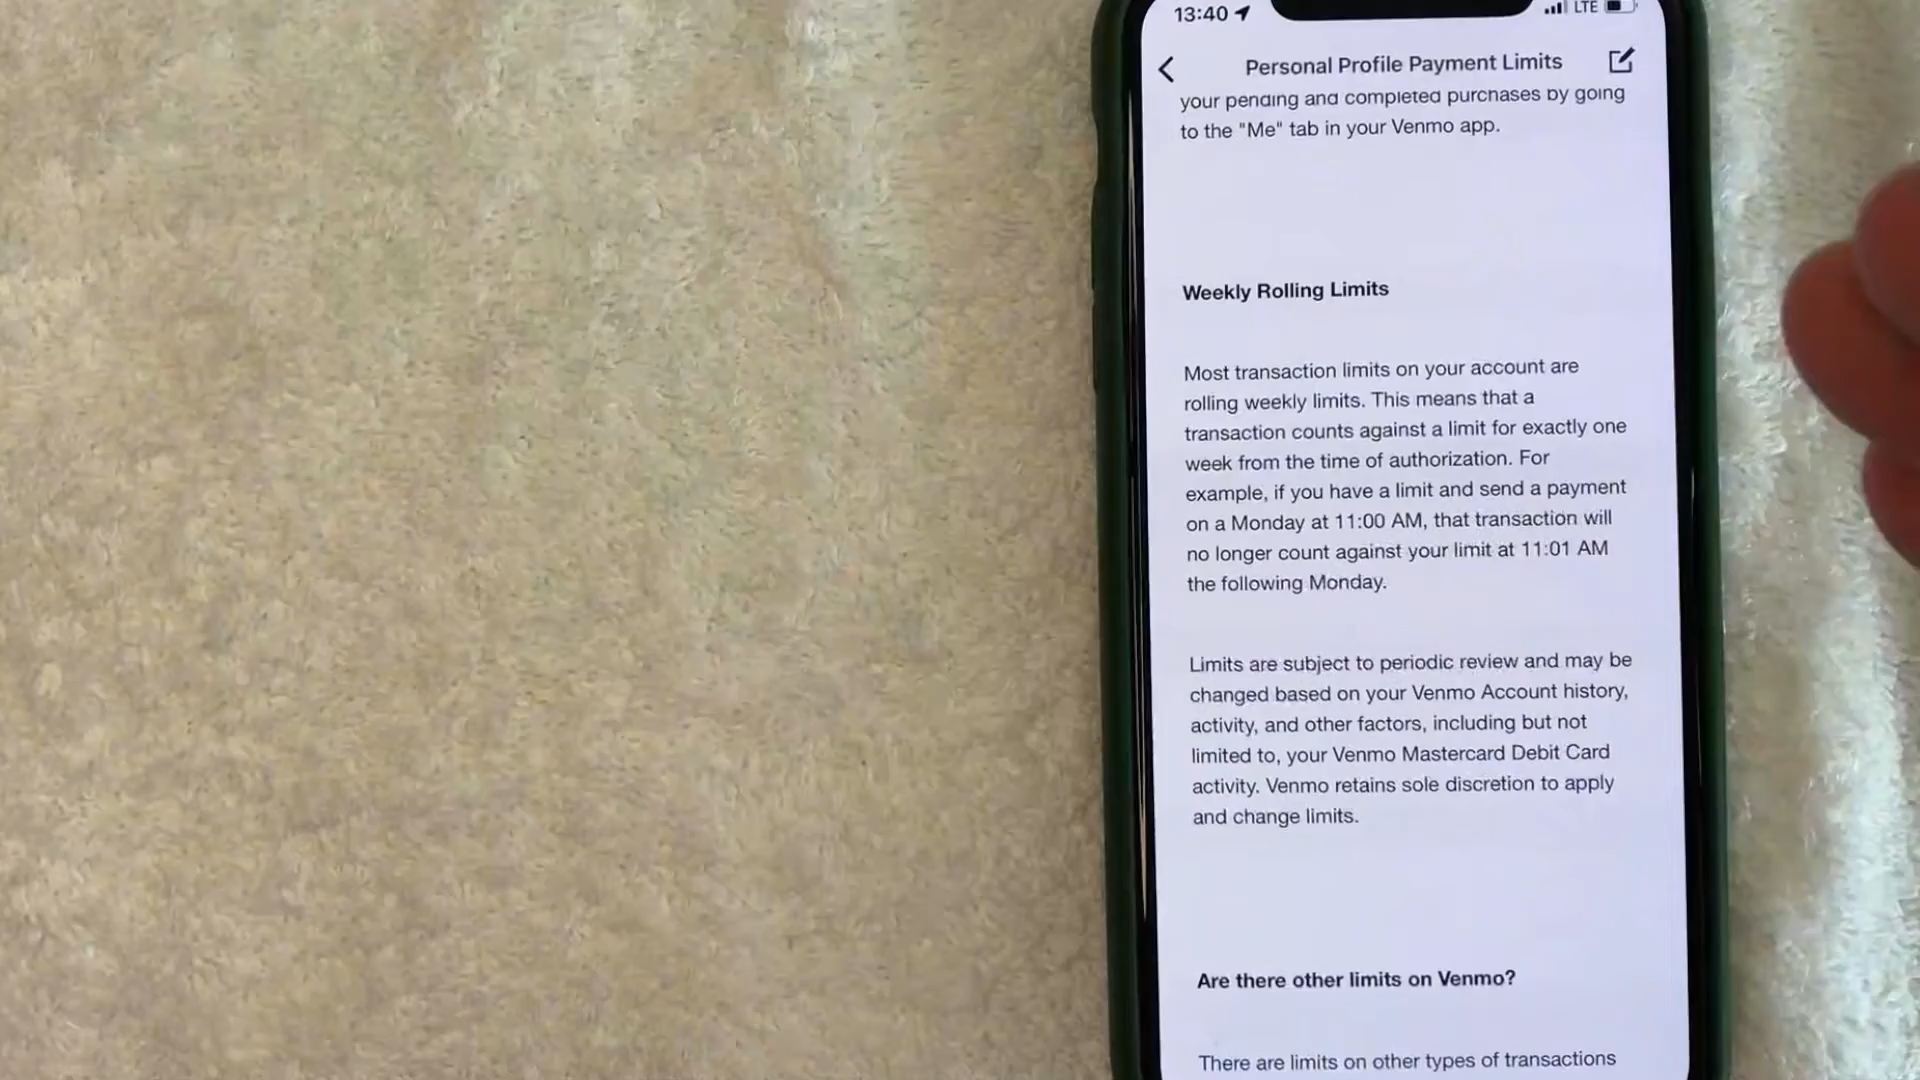 13:40
LTE
Personal Profile Payment Limits
your pending and completed purchases by going
to the "Me" tab in your Venmo app.
Weekly Rolling Limits
Most transaction limits on your account are
rolling weekly limits. This means that a
transaction counts against a limit for exactly one
week from the time of authorization. For
example, if you have a limit and send a payment
on a Monday at 11:00 AM, that transaction will
no longer count against your limit at 11:01 AM
the following Monday.
Limits are subject to periodic review and may be
changed based on your Venmo Account history,
activity, and other factors, including but not
limited to, your Venmo Mastercard Debit Card
activity. Venmo retains sole discretion to apply
and change limits.
Are there other limits on Venmo?
There are limits on other types of transactions